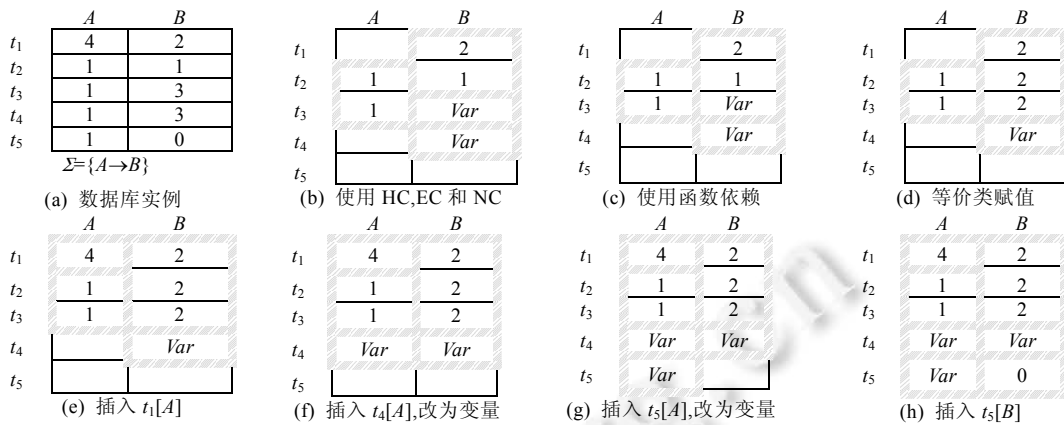 A B
t1 4 2
t2 1 1
t3 1 3
t4 1 3
t5 1 0
Σ={A→B}
(a) 数据库实例
A B
t1 2
t2 1 1
t3 1 Var
t4 Var
t5
(b) 使用 HC,EC 和 NC
A B
t1 2
t2 1 1
t3 1 Var
t4 Var
t5
(c) 使用函数依赖
A B
t1 2
t2 1 2
t3 1 2
t4 Var
t5
(d) 等价类赋值
A B
t1 4 2
t2 1 2
t3 1 2
t4 Var
t5
(e) 插入 t1[A]
A B
t1 4 2
t2 1 2
t3 1 2
t4 Var Var
t5
(f) 插入 t4[A],改为变量
A B
t1 4 2
t2 1 2
t3 1 2
t4 Var Var
t5 Var
(g) 插入 t5[A],改为变量
A B
t1 4 2
t2 1 2
t3 1 2
t4 Var Var
t5 Var 0
(h) 插入 t5[B]